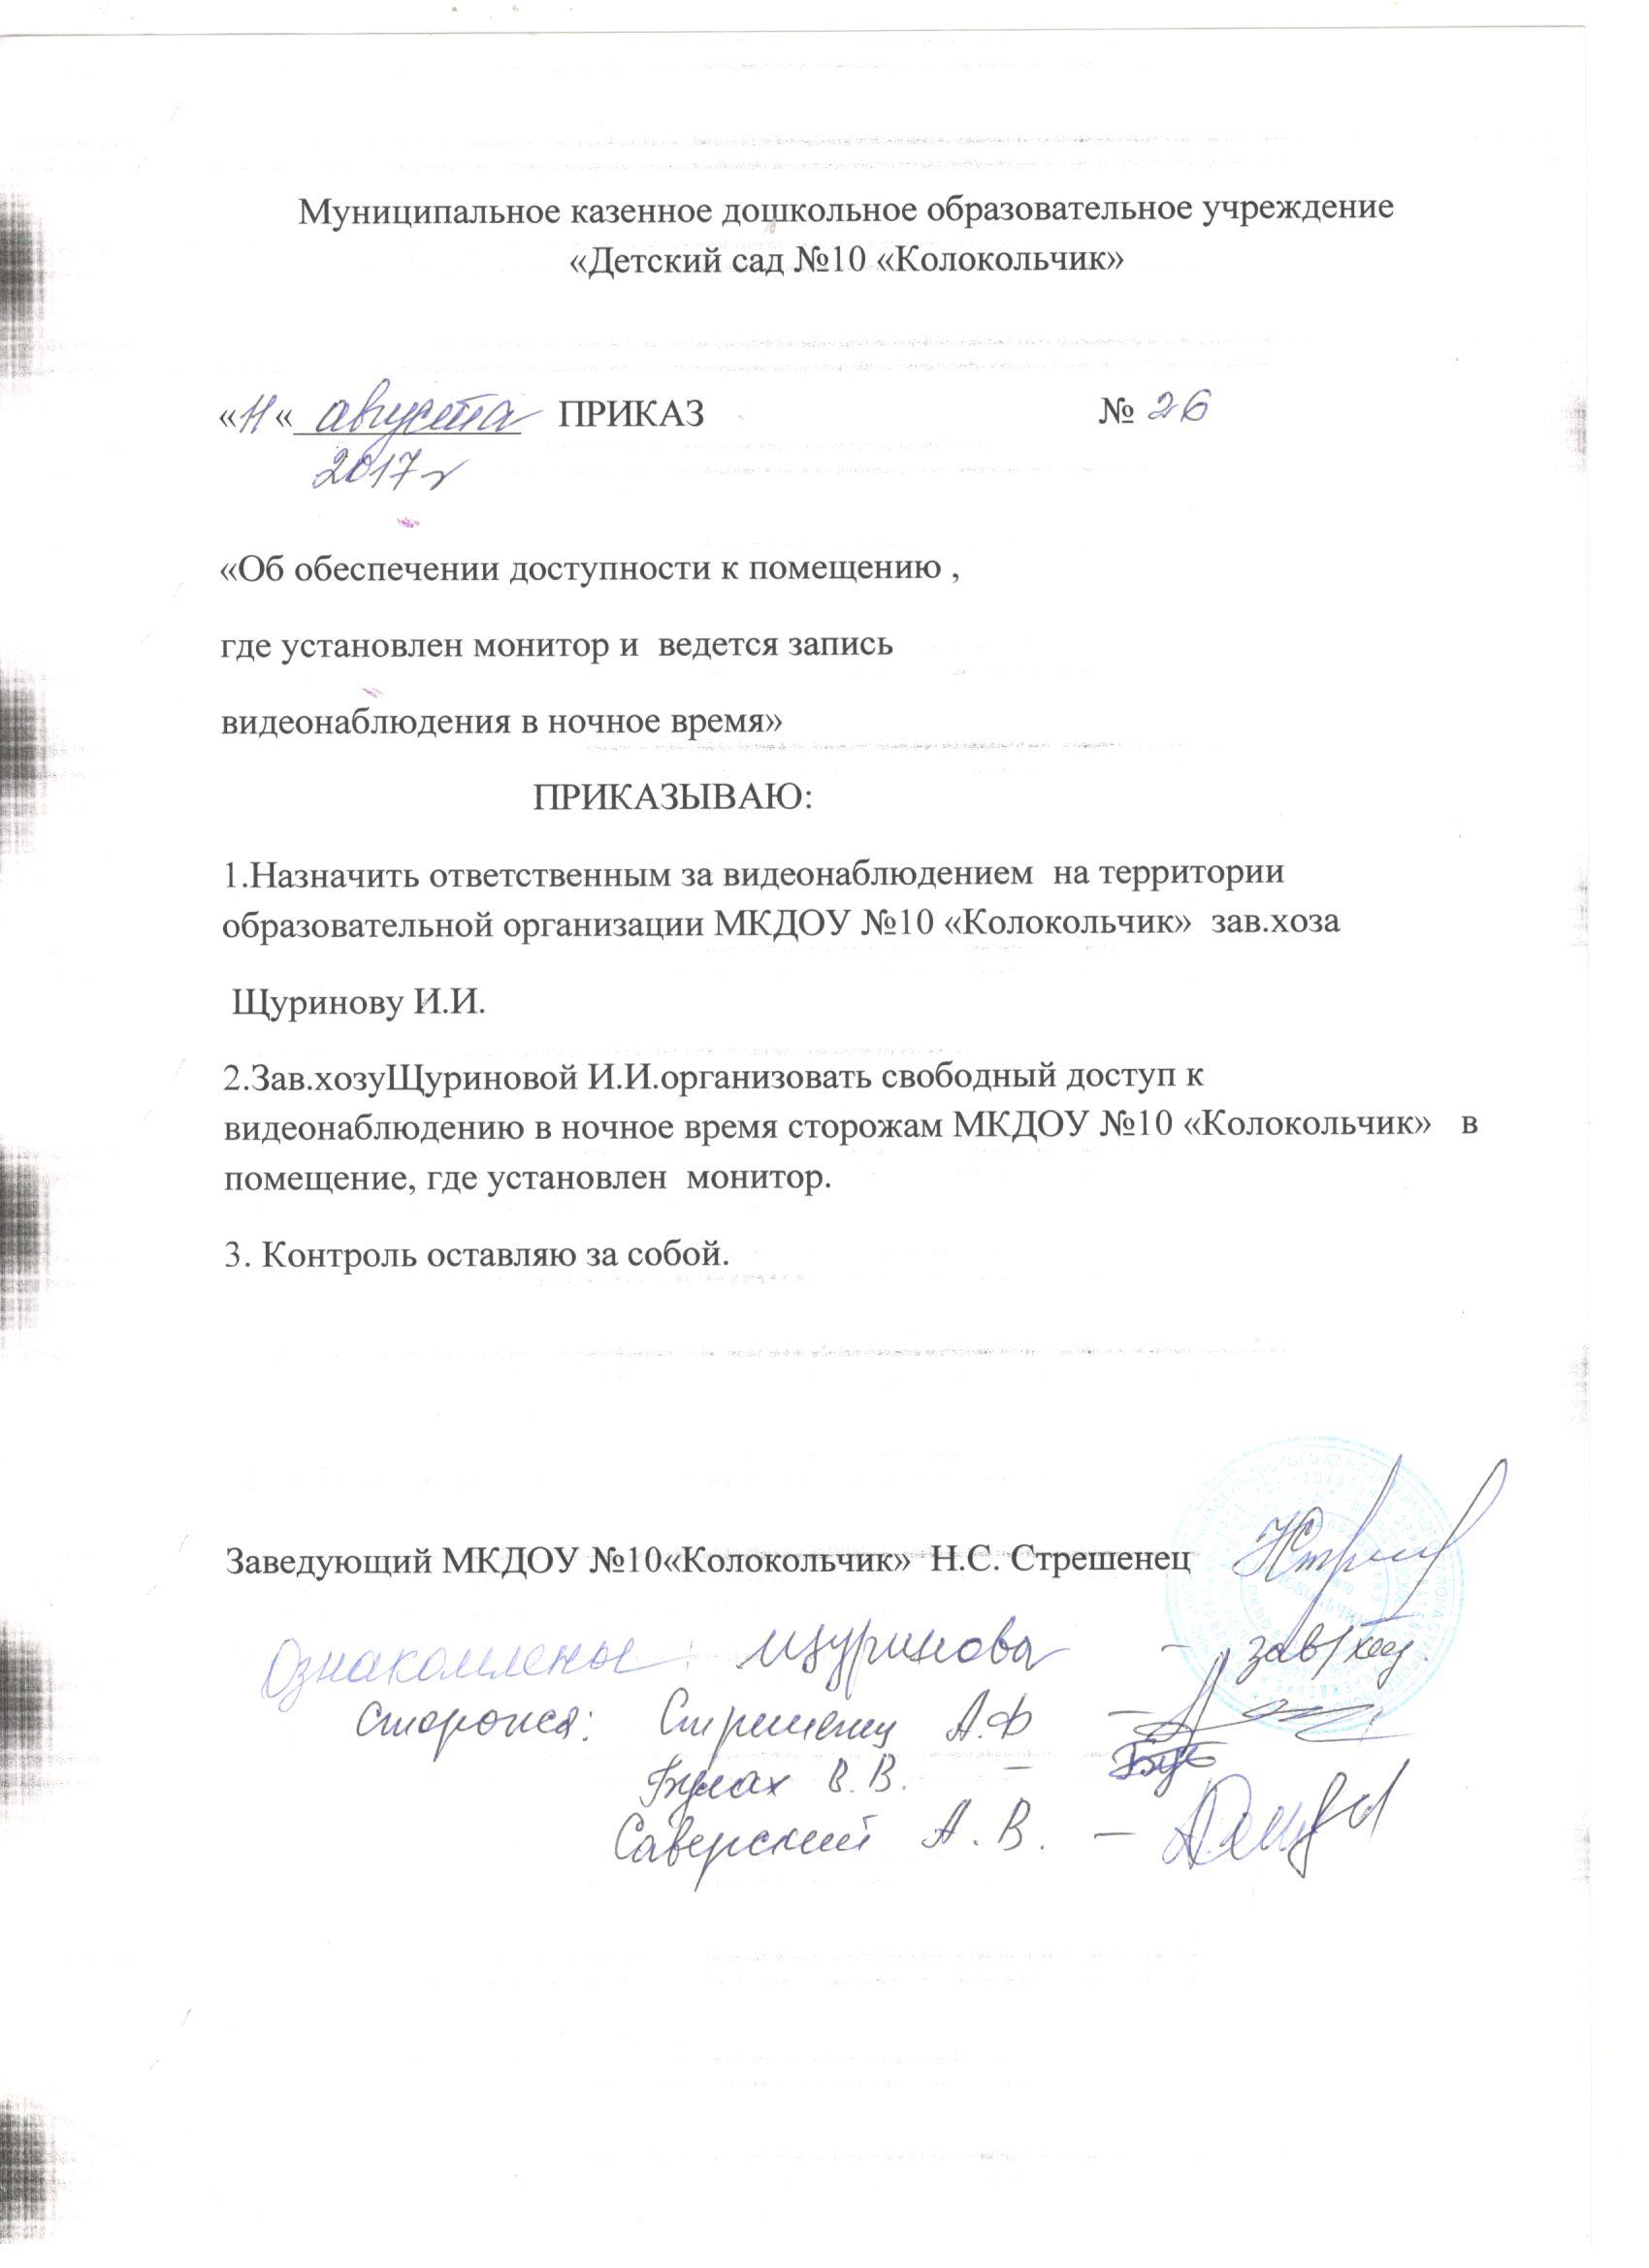 Муниципальное казенное дошкольное образовательное учреждение
«Детский сад №10 «Колокольчик»
«11 « августа ПРИКАЗ № 26
2017 г
«Об обеспечении доступности к помещению ,
где установлен монитор и ведется запись
видеонаблюдения в ночное время»
ПРИКАЗЫВАЮ:
1.Назначить ответственным за видеонаблюдением на территории
образовательной организации МКДОУ №10 «Колокольчик» зав.хоза
Щуринову И.И.
2.Зав.хозуЩуриновой И.И.организовать свободный доступ к
видеонаблюдению в ночное время сторожам МКДОУ №10 «Колокольчик» в
помещение, где установлен монитор.
3. Контроль оставляю за собой.
Заведующий МКДОУ №10«Колокольчик» Н.С. Стрешенец
Ознакомлены: Щуринова - зав/хоз.
Сторожа: Стрешенец А.Ф -
Булах В.В. -
Саверский А.В. -